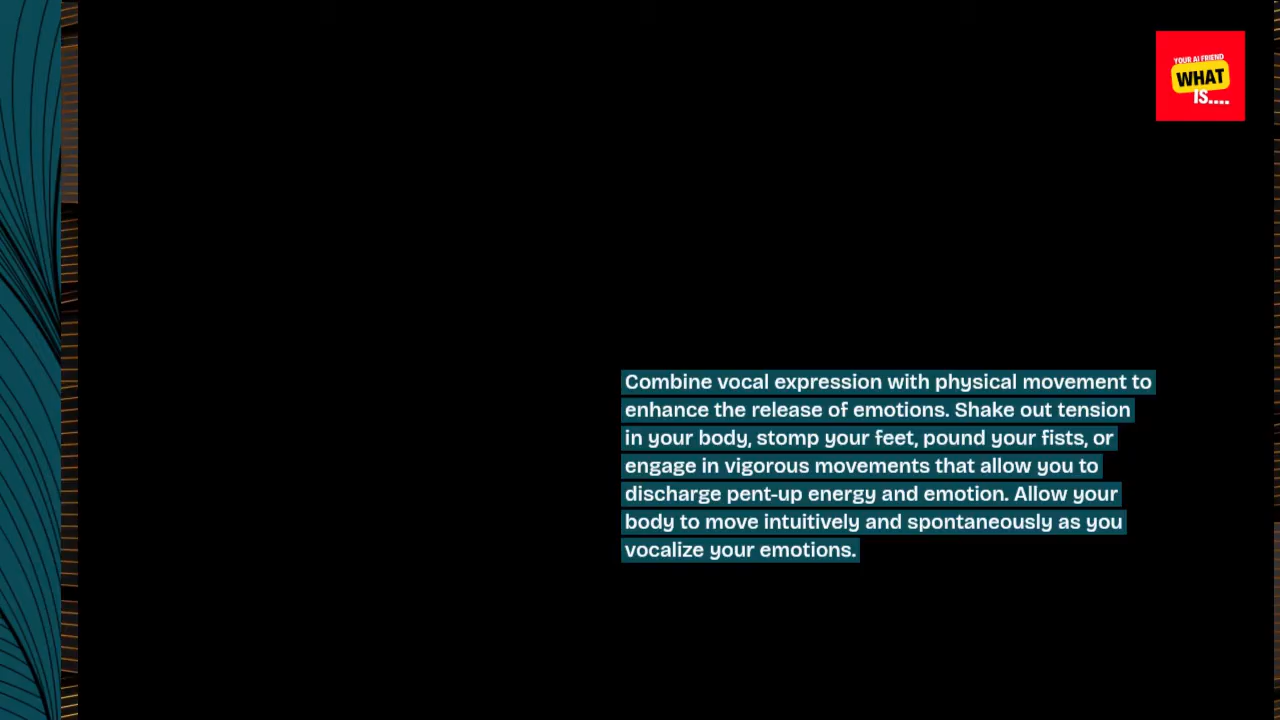 YOUR AI FRIEND
WHAT
IS....
Combine vocal expression with physical movement to
enhance the release of emotions. Shake out tension
in your body, stomp your feet, pound your fists, or
engage in vigorous movements that allow you to
discharge pent-up energy and emotion. Allow your
body to move intuitively and spontaneously as you
vocalize your emotions.